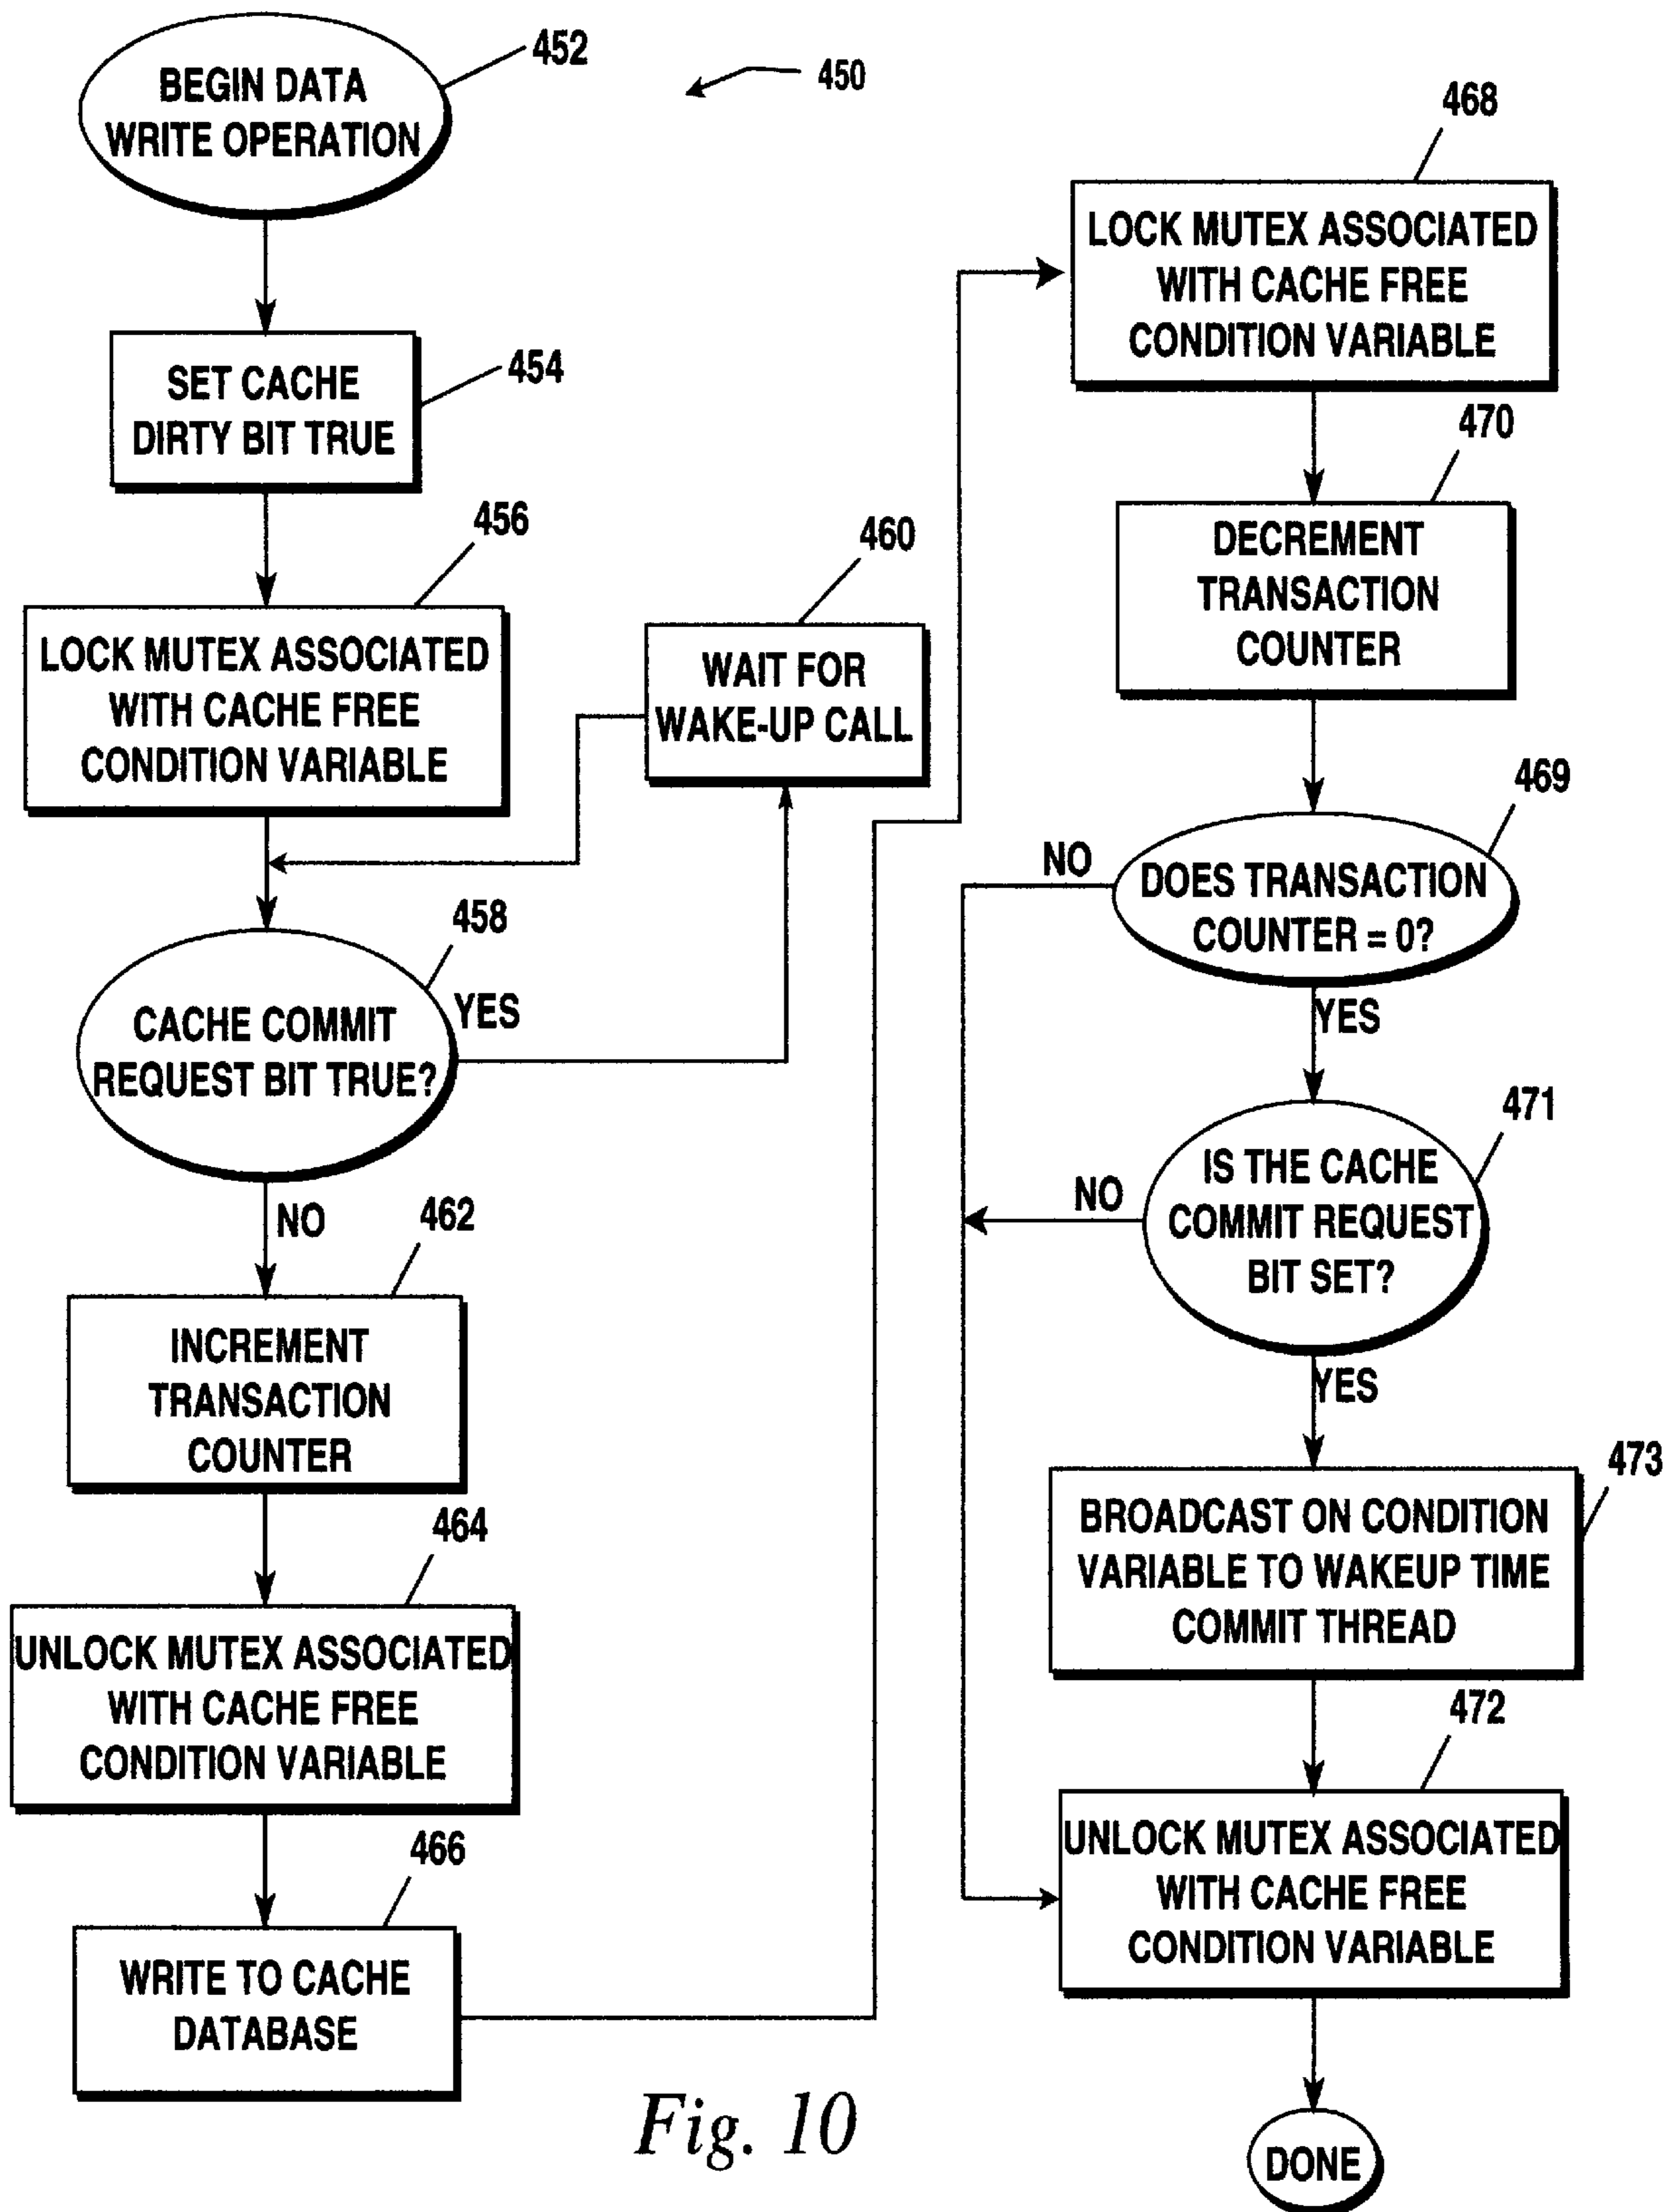 452
BEGIN DATA
WRITE OPERATION
450
454
SET CACHE
DIRTY BIT TRUE
456
LOCK MUTEX ASSOCIATED
WITH CACHE FREE
CONDITION VARIABLE
460
WAIT FOR
WAKE-UP CALL
458
CACHE COMMIT
REQUEST BIT TRUE?
YES
NO
462
INCREMENT
TRANSACTION
COUNTER
464
UNLOCK MUTEX ASSOCIATED
WITH CACHE FREE
CONDITION VARIABLE
466
WRITE TO CACHE
DATABASE
468
LOCK MUTEX ASSOCIATED
WITH CACHE FREE
CONDITION VARIABLE
470
DECREMENT
TRANSACTION
COUNTER
469
NO
DOES TRANSACTION
COUNTER = 0?
YES
471
NO
IS THE CACHE
COMMIT REQUEST
BIT SET?
YES
473
BROADCAST ON CONDITION
VARIABLE TO WAKEUP TIME
COMMIT THREAD
472
UNLOCK MUTEX ASSOCIATED
WITH CACHE FREE
CONDITION VARIABLE
DONE
Fig. 10